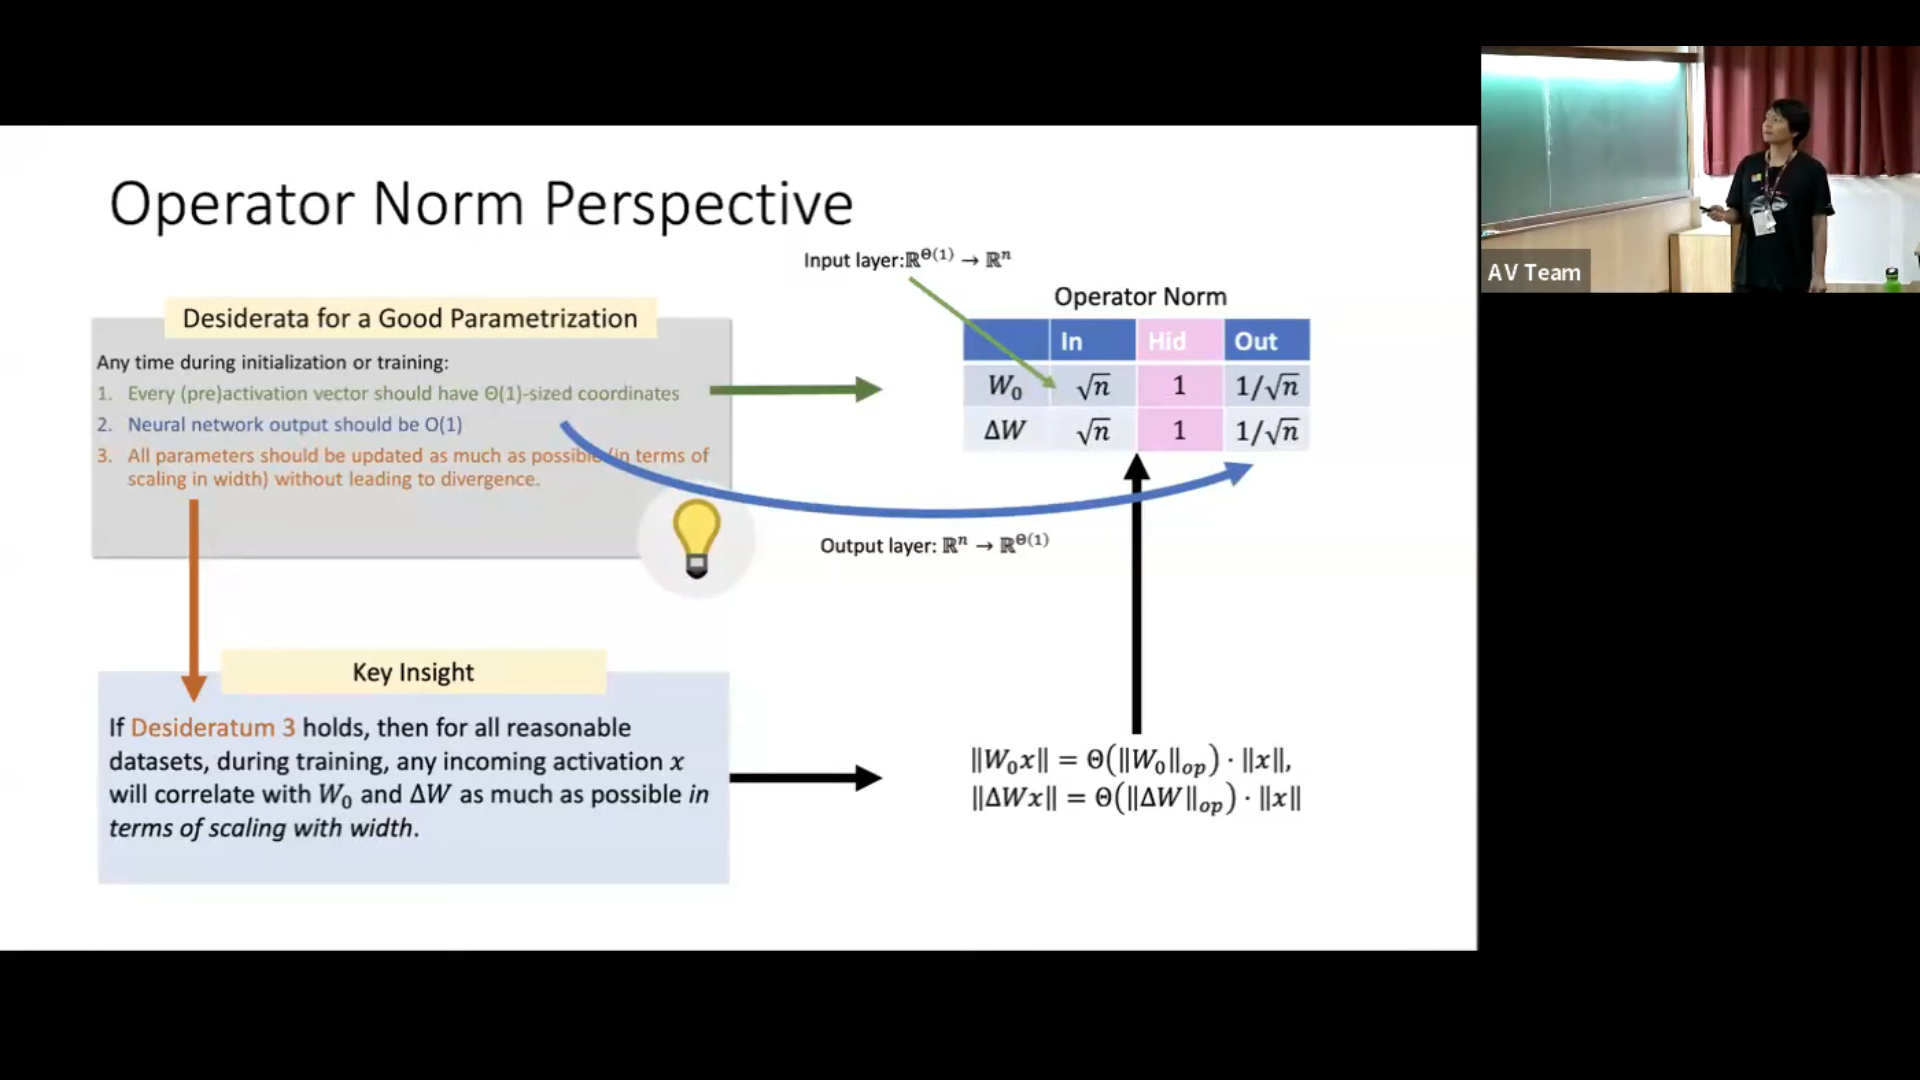 Operator Norm Perspective
Input layer:ℝ^Θ(1) → ℝⁿ
Desiderata for a Good Parametrization
Any time during initialization or training:
1. Every (pre)activation vector should have Θ(1)-sized coordinates
2. Neural network output should be O(1)
3. All parameters should be updated as much as possible (in terms of
scaling in width) without leading to divergence.
Operator Norm
In Hid Out
W₀ √n 1 1/√n
ΔW √n 1 1/√n
Output layer: ℝⁿ → ℝ^Θ(1)
Key Insight
If Desideratum 3 holds, then for all reasonable
datasets, during training, any incoming activation x
will correlate with W₀ and ΔW as much as possible in
terms of scaling with width.
‖W₀x‖ = Θ(‖W₀‖ₒₚ) · ‖x‖,
‖ΔWx‖ = Θ(‖ΔW‖ₒₚ) · ‖x‖
AV Team